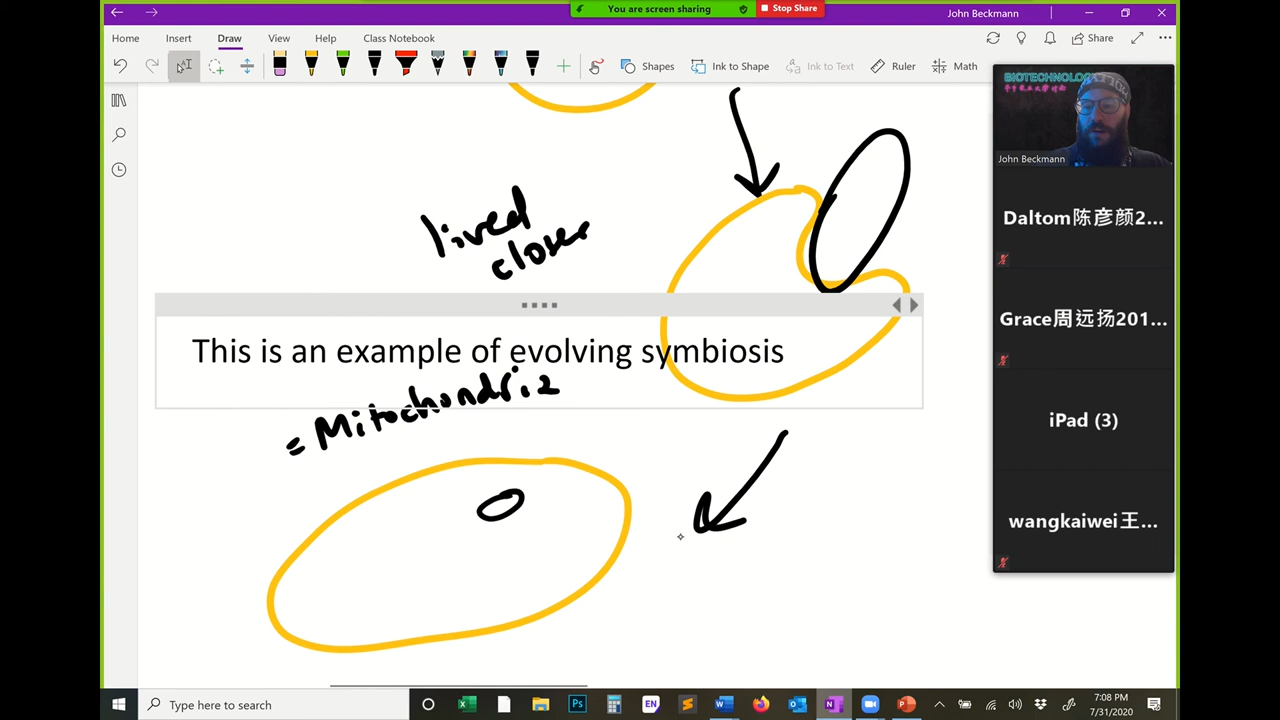 You are screen sharing
Stop Share
John Beckmann
Home
Insert
Draw
View
Help
Class Notebook
Share
Shapes
Ink to Shape
Ink to Text
Ruler
Math
BIOTECHNOLOGY
John Beckmann
Daltom陈彦颜2...
Grace周远扬201...
iPad (3)
wangkaiwei王...
lived
closer
This is an example of evolving symbiosis
= Mitochondria
Type here to search
EN
7:08 PM
7/31/2020